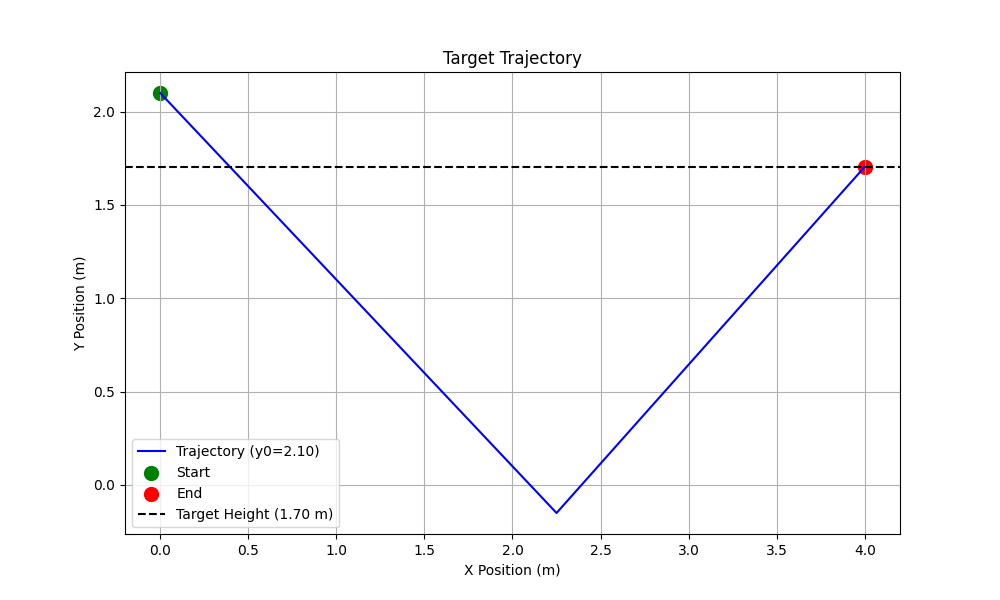 Target Trajectory
Y Position (m)
2.0
1.5
1.0
0.5
0.0
Trajectory (y0=2.10)
Start
End
Target Height (1.70 m)
0.0 0.5 1.0 1.5 2.0 2.5 3.0 3.5 4.0
X Position (m)